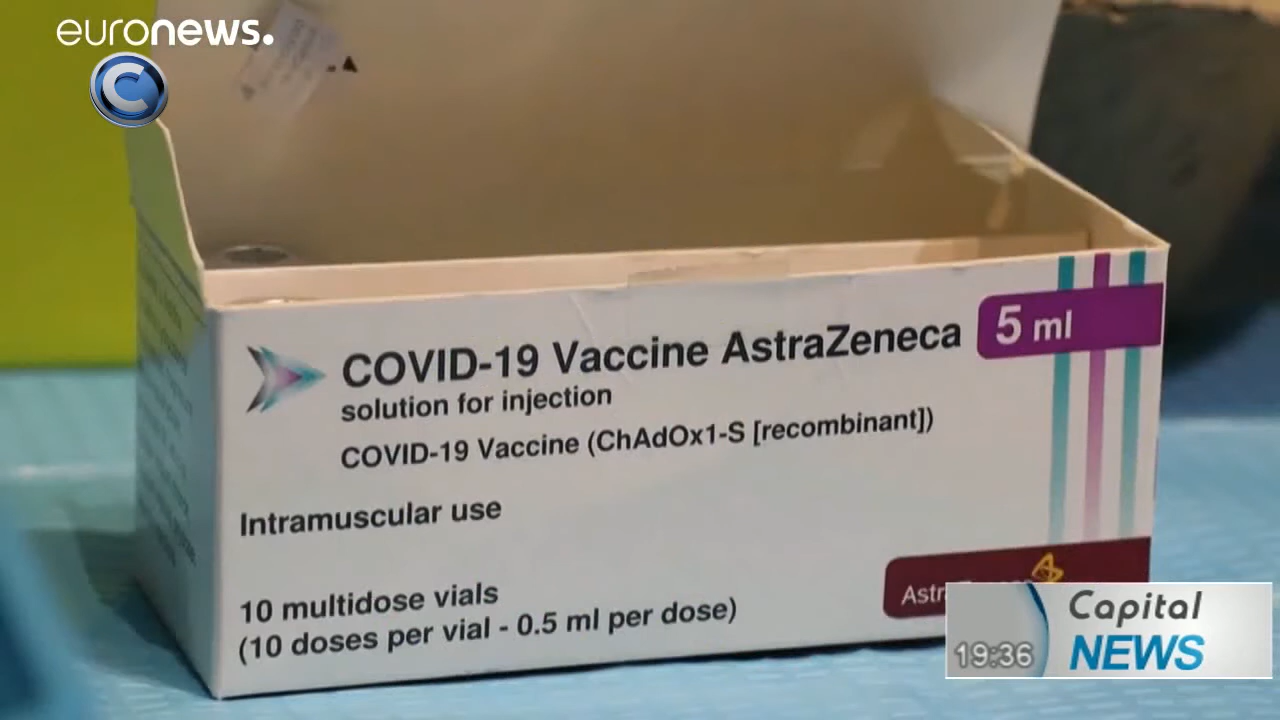 euronews.
C
COVID-19 Vaccine AstraZeneca
5 ml
solution for injection
COVID-19 Vaccine (ChAdOx1-S [recombinant])
Intramuscular use
10 multidose vials
(10 doses per vial - 0.5 ml per dose)
Capital
NEWS
19:36